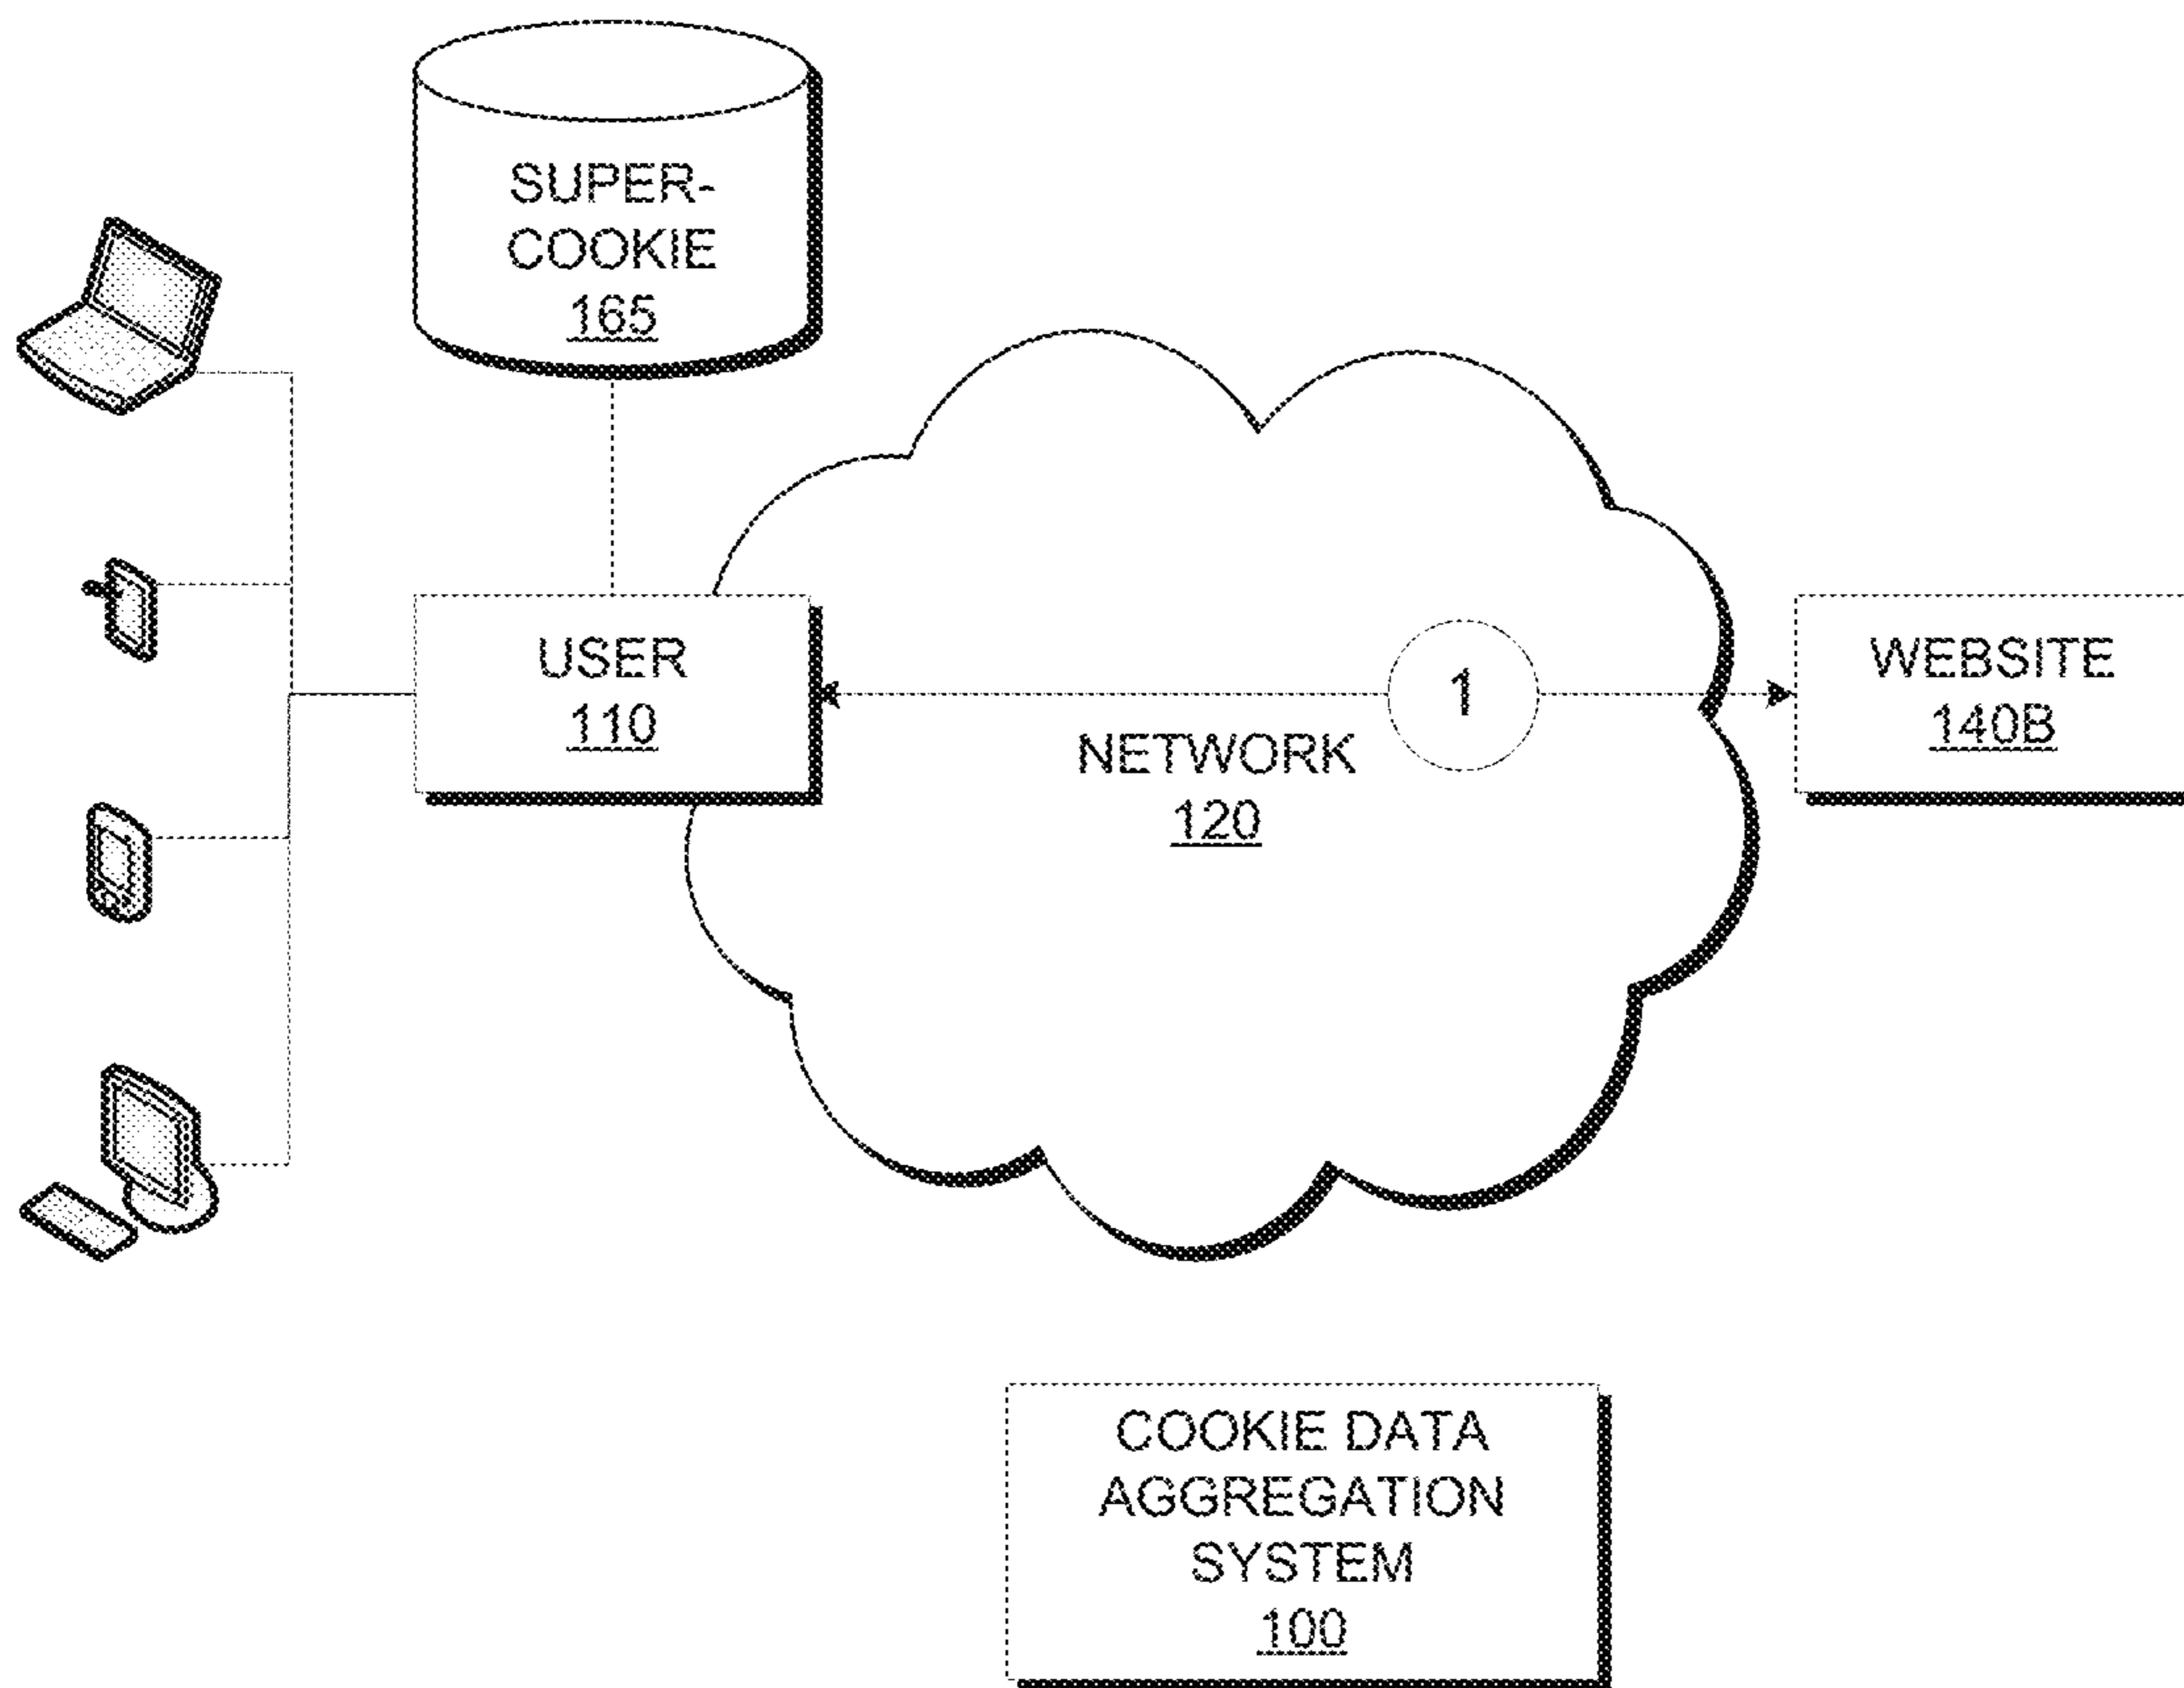 SUPER-
COOKIE
165
USER
110
NETWORK
120
1
WEBSITE
140B
COOKIE DATA
AGGREGATION
SYSTEM
100